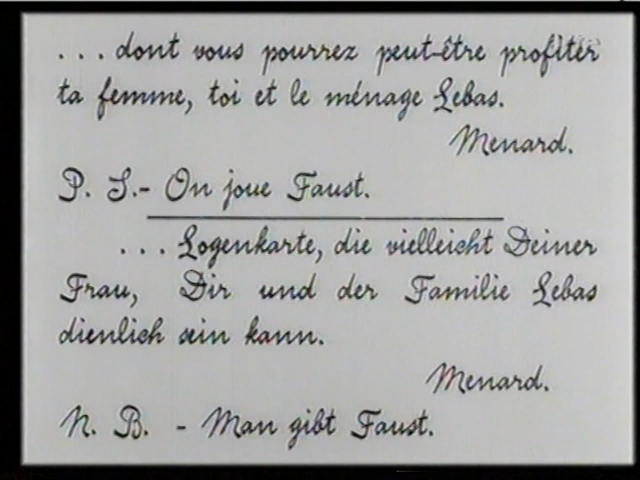 ... dont vous pourrez peut-être profiter
ta femme, toi et le ménage Lebas.
Menard.
P. S.- On joue Faust.
... Logenkarte, die vielleicht Deiner
Frau, Dir und der Familie Lebas
dienlich sein kann.
Menard.
N. B. - Man gibt Faust.